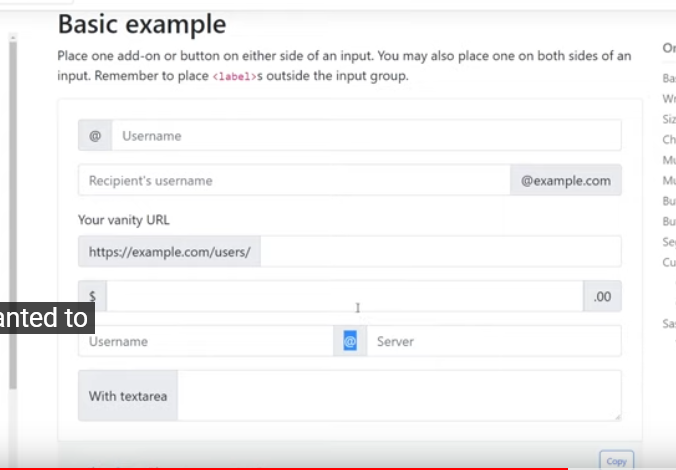 Basic example
Place one add-on or button on either side of an input. You may also place one on both sides of an
input. Remember to place <label>s outside the input group.
@ Username
Recipient's username @example.com
Your vanity URL
https://example.com/users/
$ .00
anted to
Username @ Server
With textarea
Copy
On
Ba
Wr
Siz
Ch
Mu
Mu
Bu
Bu
Se
Cu
Sas